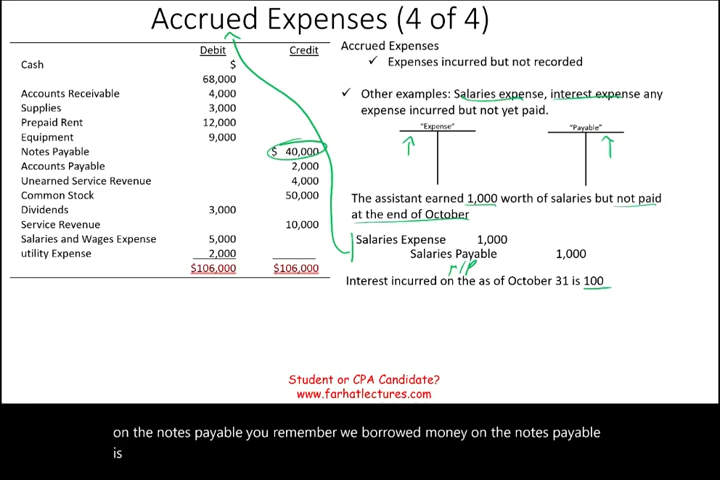 Accrued Expenses (4 of 4)
Debit Credit
Cash $
68,000
Accounts Receivable 4,000
Supplies 3,000
Prepaid Rent 12,000
Equipment 9,000
Notes Payable $ 40,000
Accounts Payable 2,000
Unearned Service Revenue 4,000
Common Stock 50,000
Dividends 3,000
Service Revenue 10,000
Salaries and Wages Expense 5,000
utility Expense 2,000
$106,000 $106,000
Accrued Expenses
✓ Expenses incurred but not recorded
✓ Other examples: Salaries expense, interest expense any
expense incurred but not yet paid.
"Expense" "Payable"
The assistant earned 1,000 worth of salaries but not paid
at the end of October
Salaries Expense 1,000
Salaries Payable 1,000
n/p
Interest incurred on the as of October 31 is 100
Student or CPA Candidate?
www.farhatlectures.com
on the notes payable you remember we borrowed money on the notes payable
is